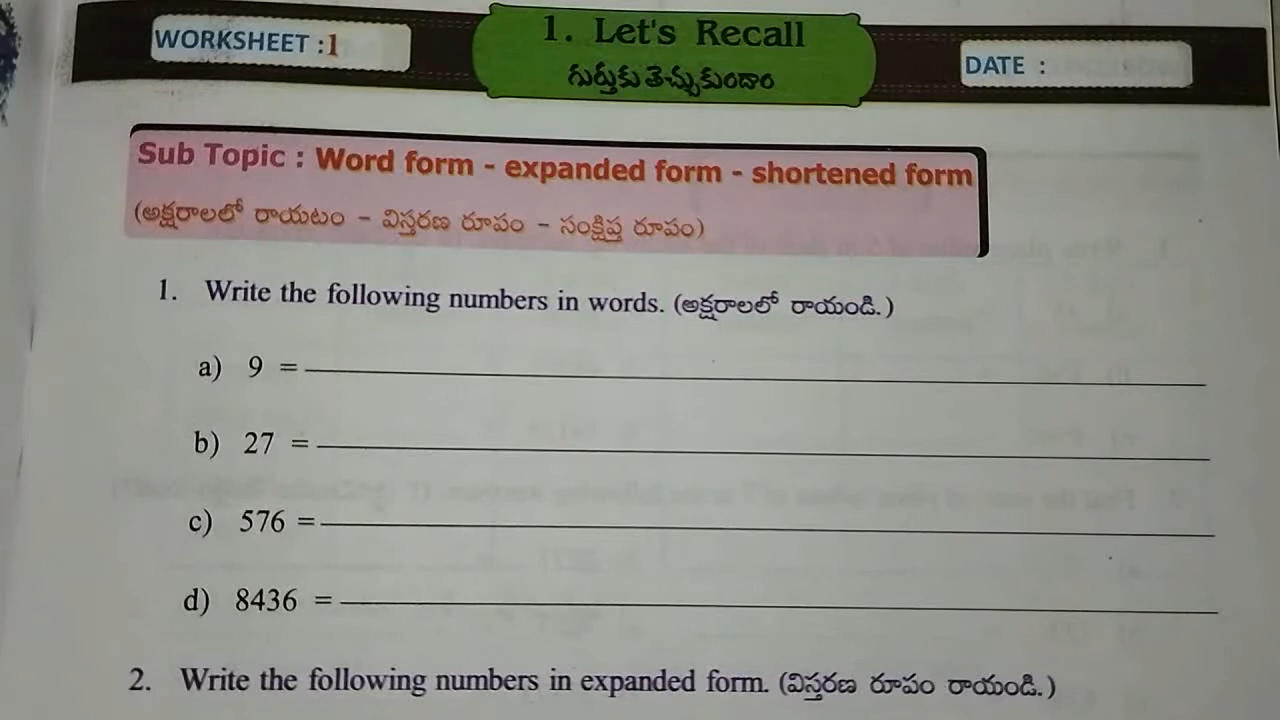 WORKSHEET :1
1. Let's Recall
గుర్తుకు తెచ్చుకుందాం
DATE :
Sub Topic : Word form - expanded form - shortened form
(అక్షరాలలో రాయటం - విస్తరణ రూపం - సంక్షిప్త రూపం)
1. Write the following numbers in words. (అక్షరాలలో రాయండి.)
a) 9 =
b) 27 =
c) 576 =
d) 8436 =
2. Write the following numbers in expanded form. (విస్తరణ రూపం రాయండి.)